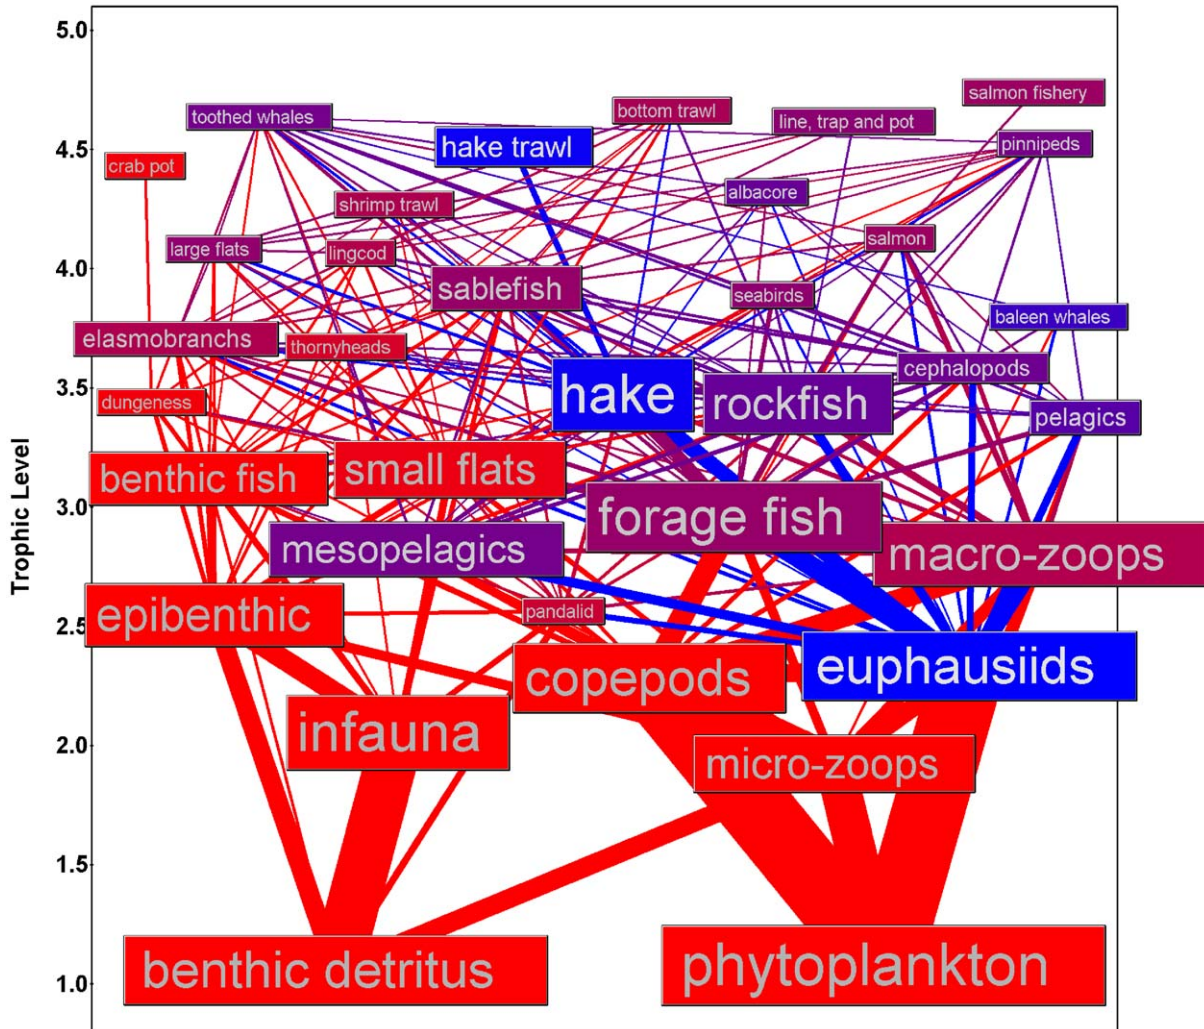 5.0
salmon fishery
bottom trawl
toothed whales
line, trap and pot
4.5
hake trawl
pinnipeds
crab pot
albacore
shrimp trawl
large flats
lingcod
salmon
4.0
sablefish
seabirds
baleen whales
elasmobranchs
thornyheads
cephalopods
3.5
dungeness
hake
rockfish
pelagics
benthic fish
small flats
Trophic Level
3.0
forage fish
mesopelagics
macro-zoops
epibenthic
pandalid
2.5
copepods
euphausiids
infauna
2.0
micro-zoops
1.5
benthic detritus
phytoplankton
1.0